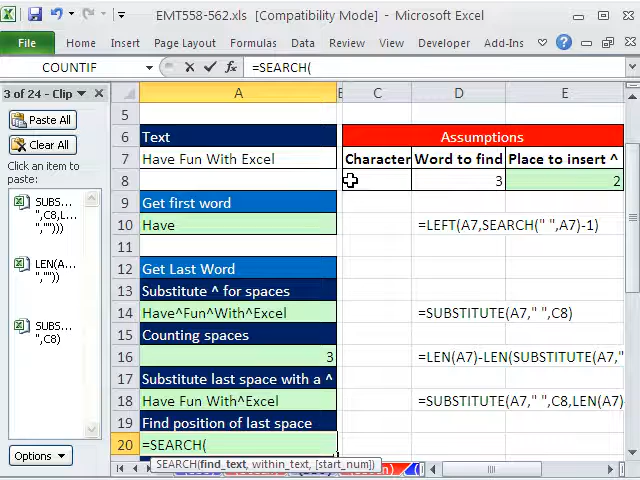 EMT558-562.xls [Compatibility Mode] - Microsoft Excel
File Home Insert Page Layout Formulas Data Review View Developer Add-Ins
COUNTIF fx =SEARCH(
3 of 24 - Clip
Paste All
Clear All
Click an item to
paste:
SUBS...
",C8,L...
","")))
LEN(A...
",""))
SUBS...
",C8)
Options
A C D E
5
6 Text Assumptions
7 Have Fun With Excel Character Word to find Place to insert ^
8 3 2
9 Get first word
10 Have =LEFT(A7,SEARCH(" ",A7)-1)
11
12 Get Last Word
13 Substitute ^ for spaces
14 Have^Fun^With^Excel =SUBSTITUTE(A7," ",C8)
15 Counting spaces
16 3 =LEN(A7)-LEN(SUBSTITUTE(A7,"
17 Substitute last space with a ^
18 Have Fun With^Excel =SUBSTITUTE(A7," ",C8,LEN(A7)-
19 Find position of last space
20 =SEARCH(
SEARCH(find_text, within_text, [start_num])